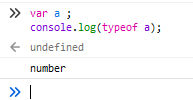 var a ;
console.log(typeof a);
undefined
number